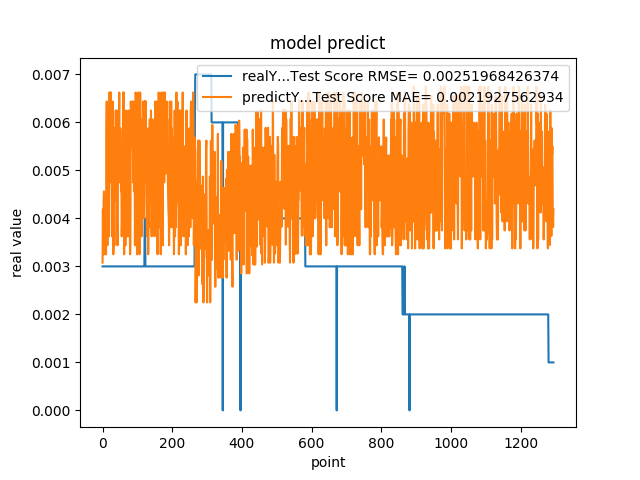 model predict
realY...Test Score RMSE= 0.00251968426374
predictY...Test Score MAE= 0.0021927562934
0.007
0.006
0.005
0.004
0.003
0.002
0.001
0.000
real value
0 200 400 600 800 1000 1200
point